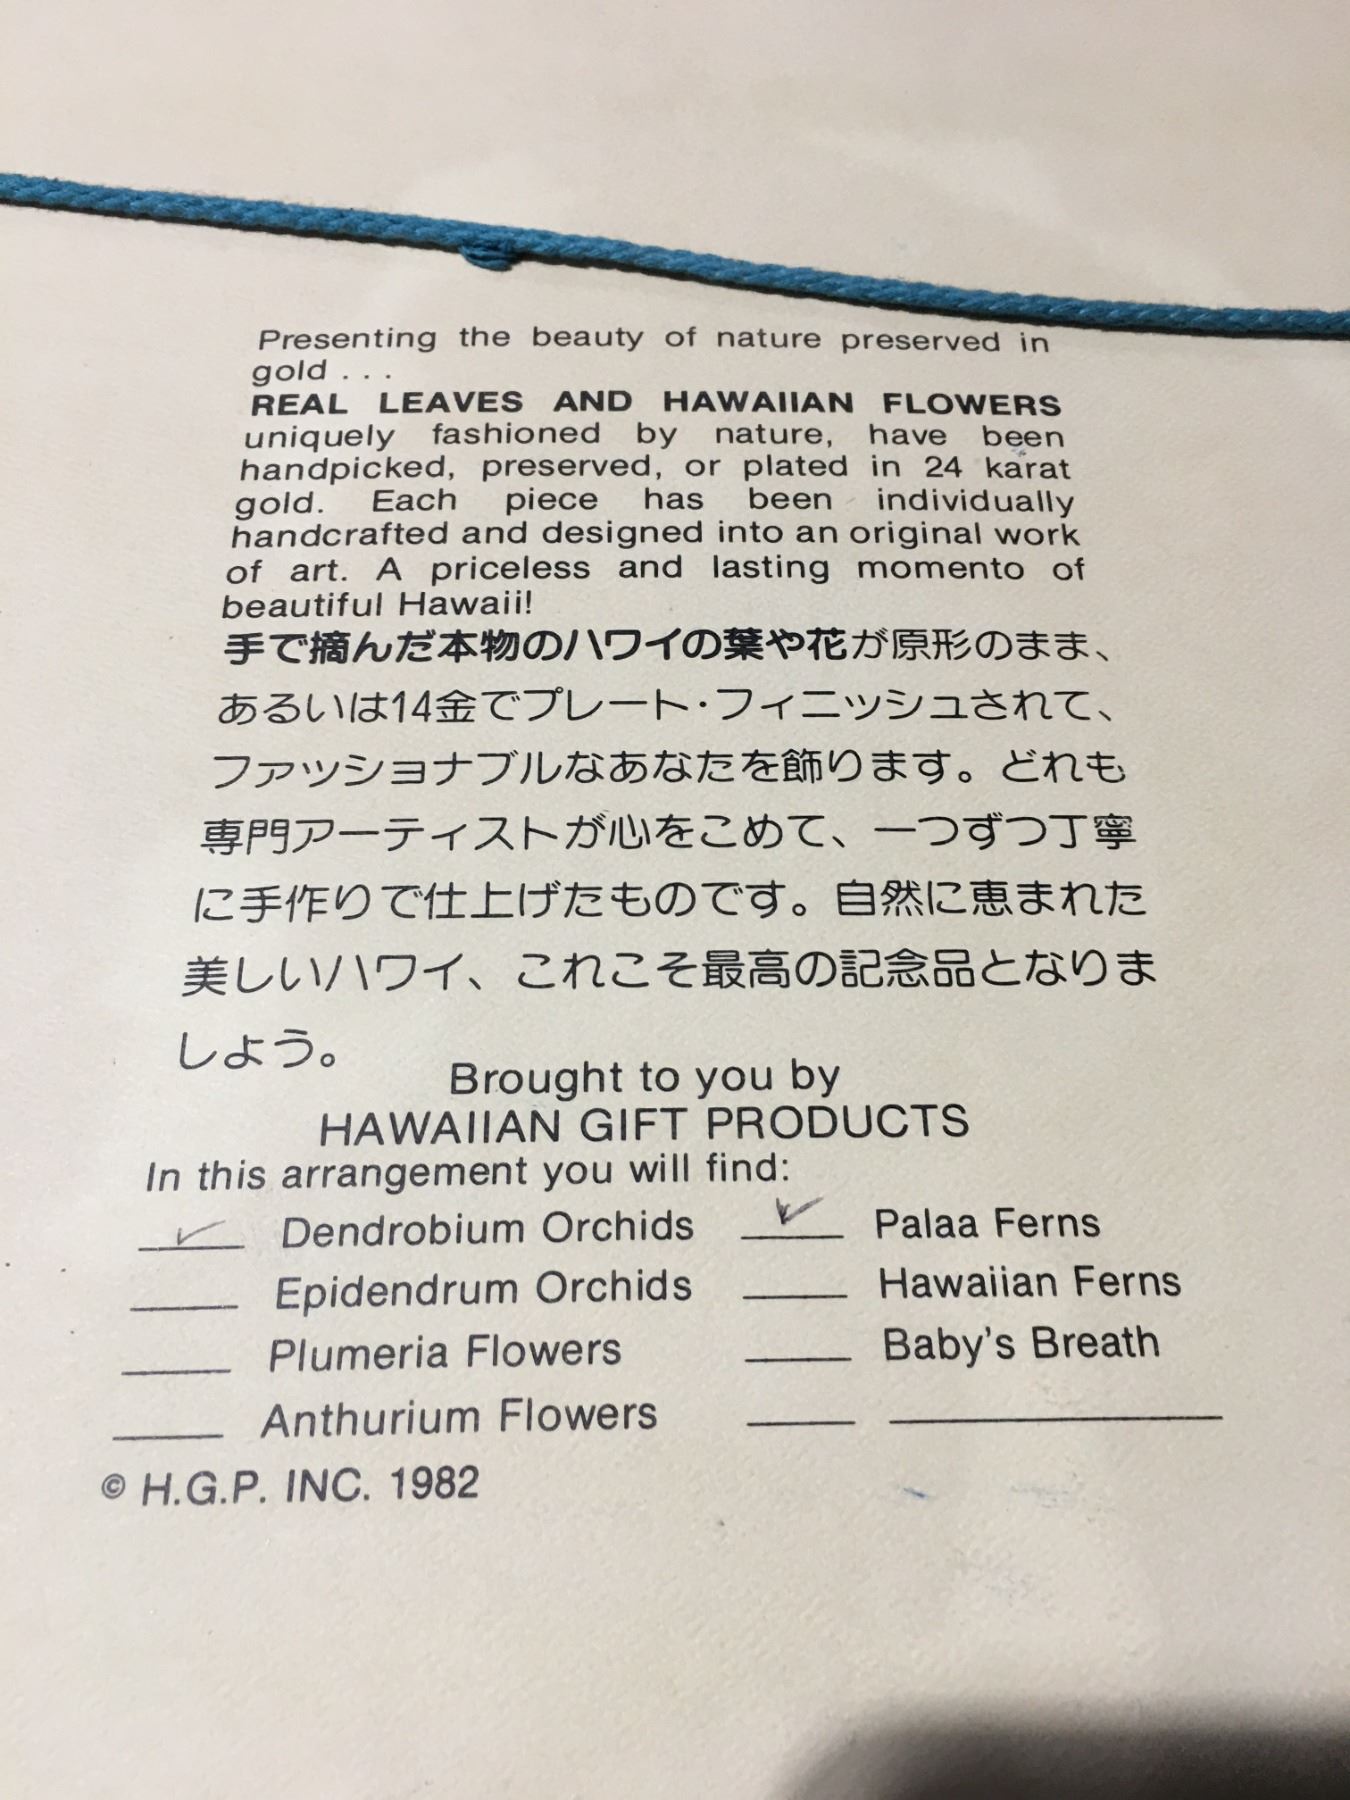 Presenting the beauty of nature preserved in
gold . . .
REAL LEAVES AND HAWAIIAN FLOWERS
uniquely fashioned by nature, have been
handpicked, preserved, or plated in 24 karat
gold. Each piece has been individually
handcrafted and designed into an original work
of art. A priceless and lasting momento of
beautiful Hawaii!
手で摘んだ本物のハワイの葉や花が原形のまま、
あるいは14金でプレート・フィニッシュされて、
ファッショナブルなあなたを飾ります。どれも
専門アーティストが心をこめて、一つずつ丁寧
に手作りで仕上げたものです。自然に恵まれた
美しいハワイ、これこそ最高の記念品となりま
しょう。
Brought to you by
HAWAIIAN GIFT PRODUCTS
In this arrangement you will find:
✓ Dendrobium Orchids ✓ Palaa Ferns
Epidendrum Orchids Hawaiian Ferns
Plumeria Flowers Baby's Breath
Anthurium Flowers
© H.G.P. INC. 1982